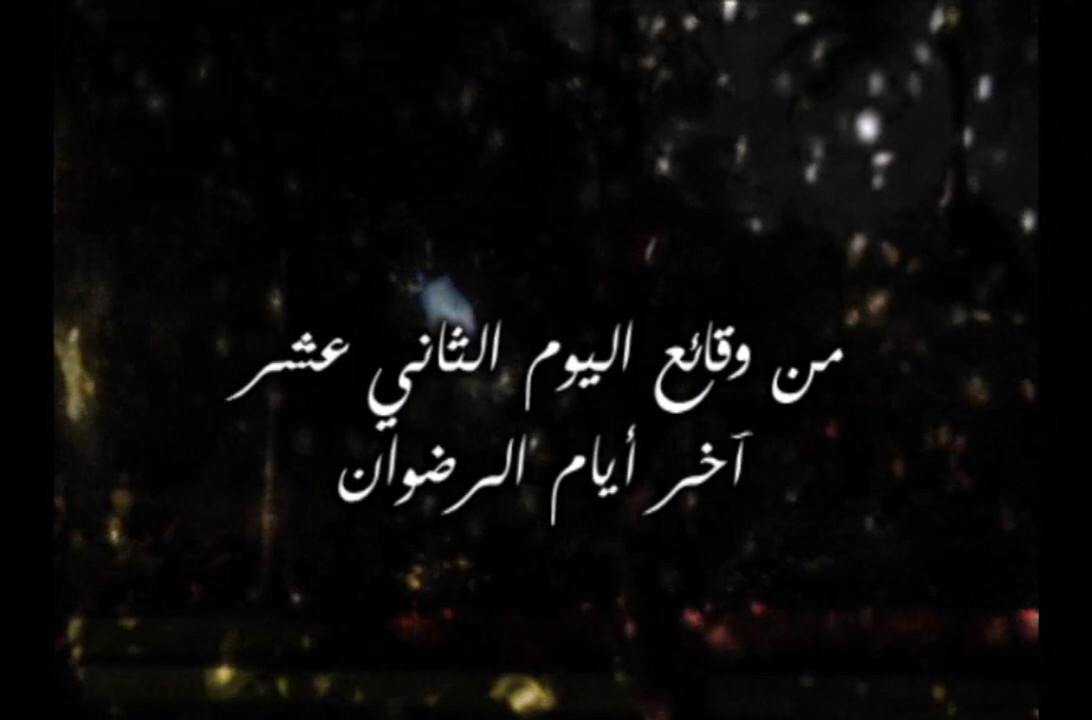 من وقائع اليوم الثاني عشر
آخر أيام الرضوان